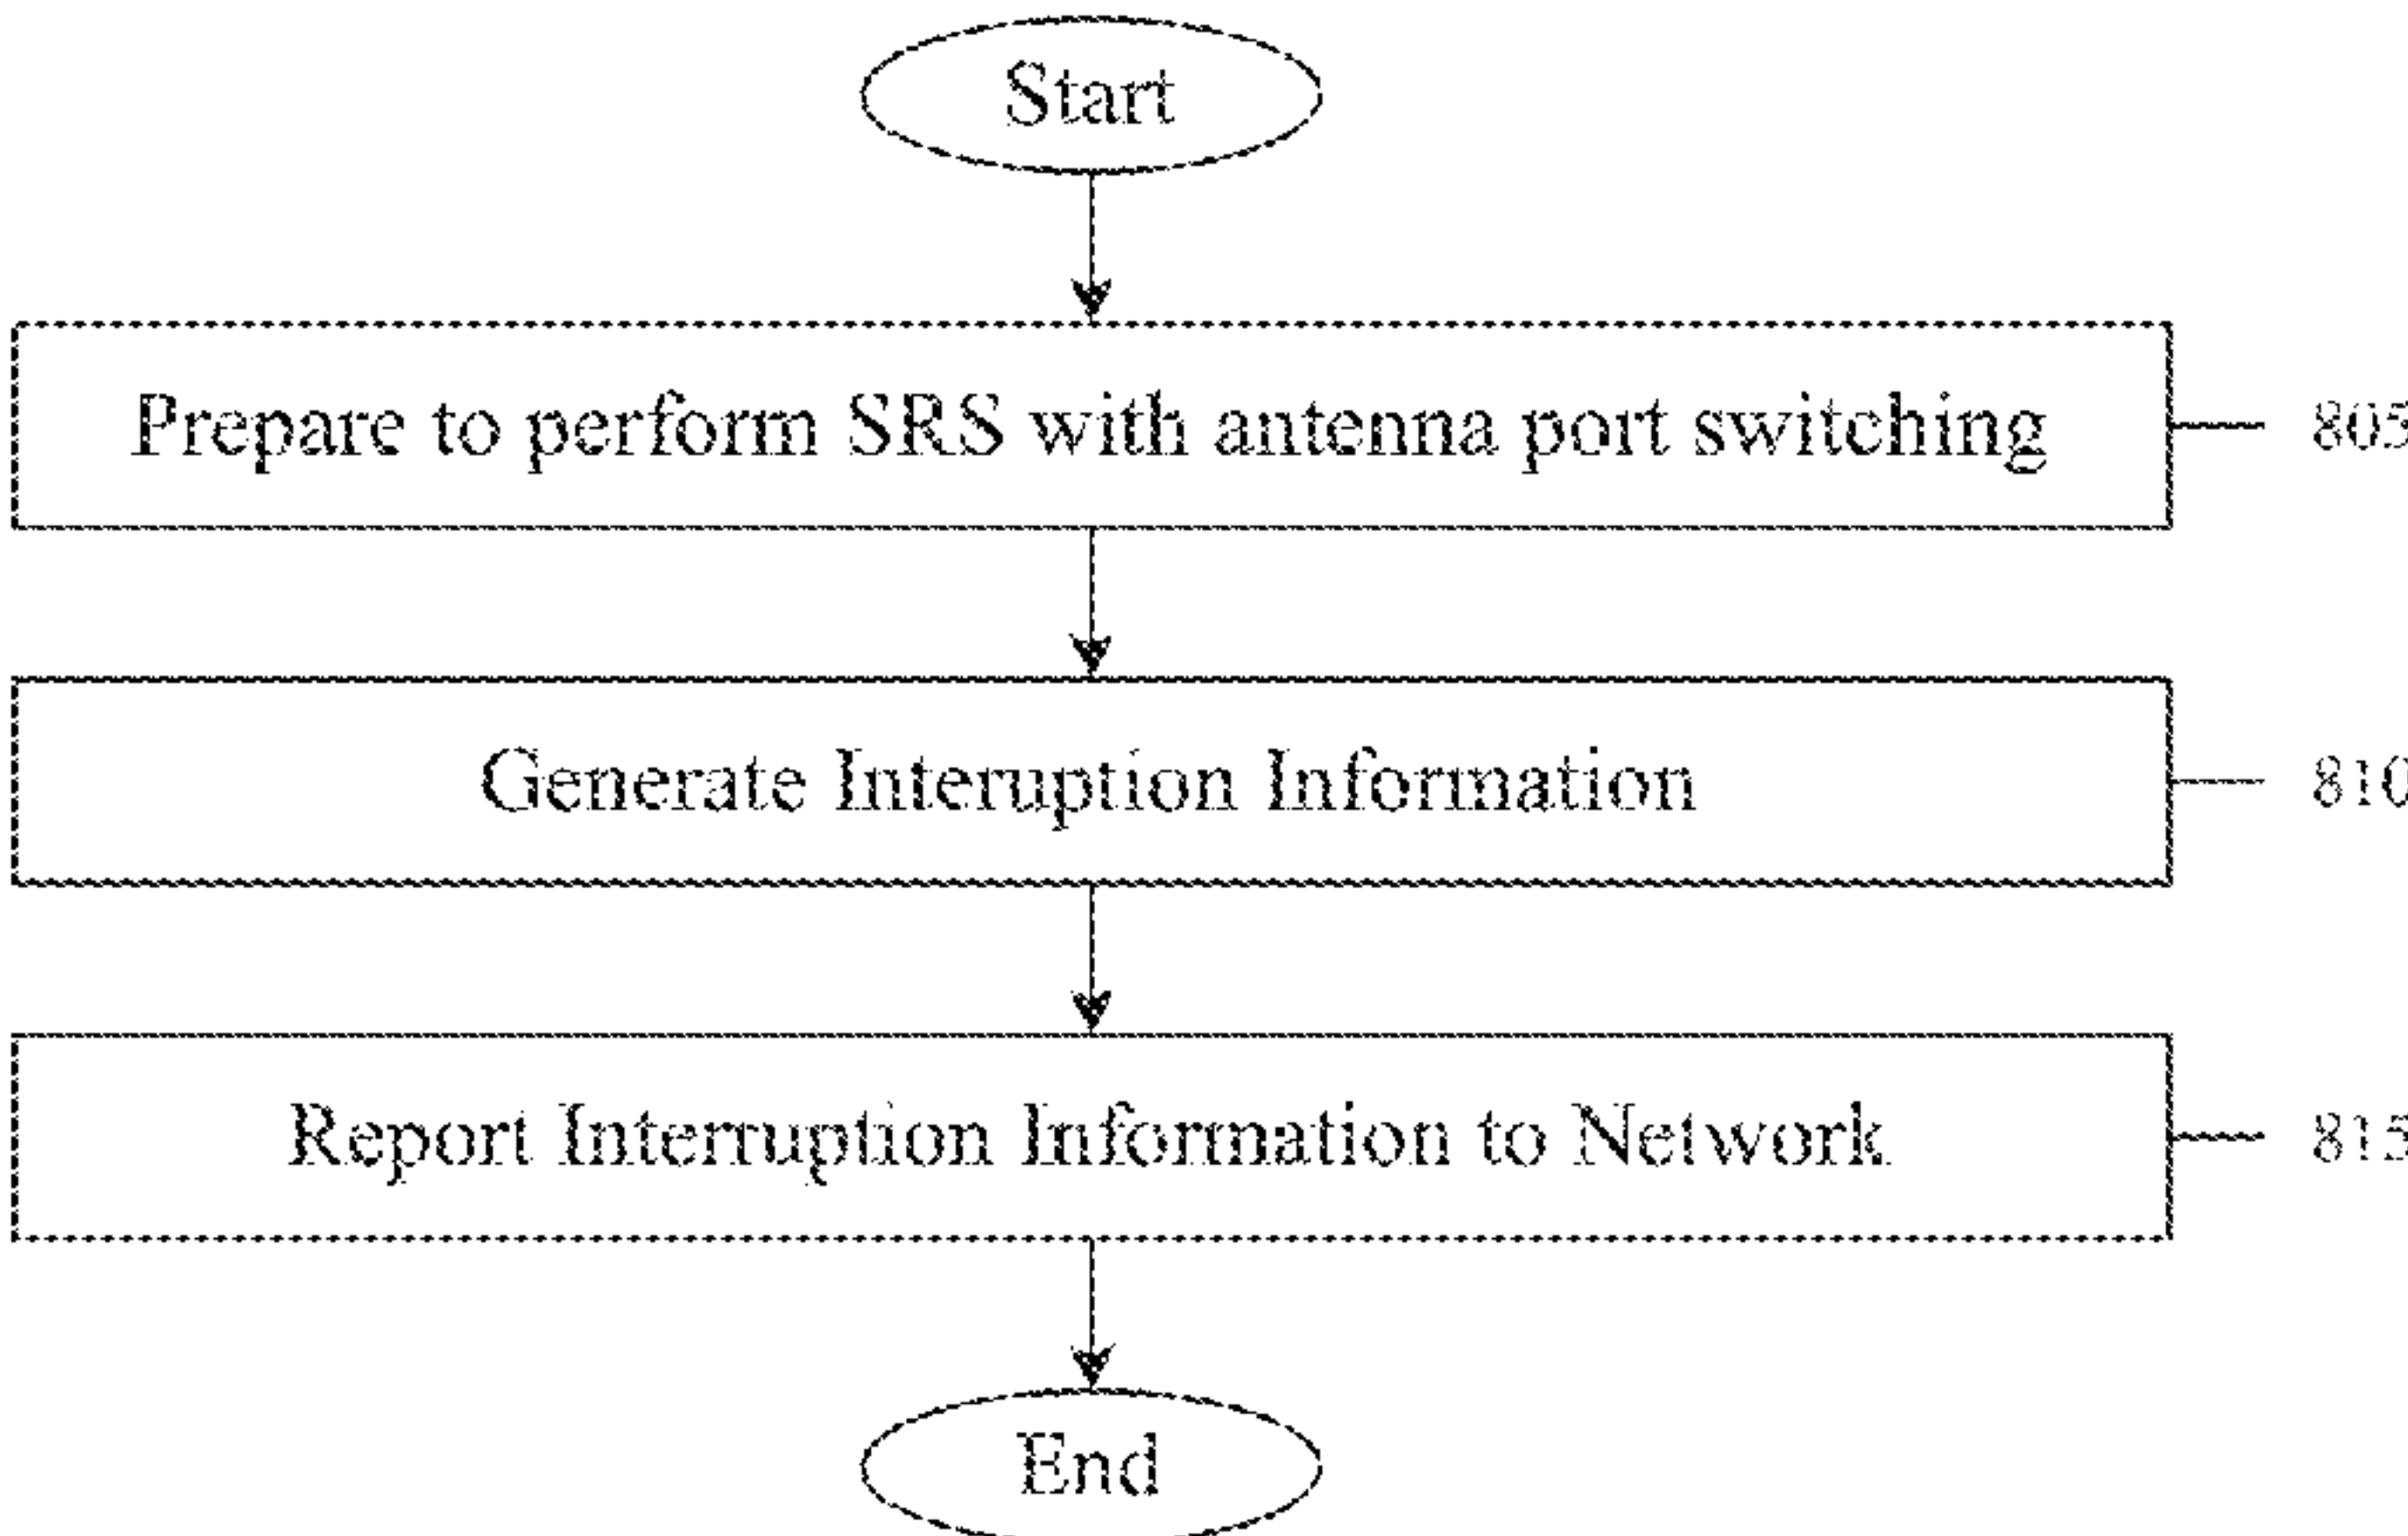 Start
Prepare to perform SRS with antenna port switching
805
Generate Interuption Information
810
Report Interruption Information to Network
815
End